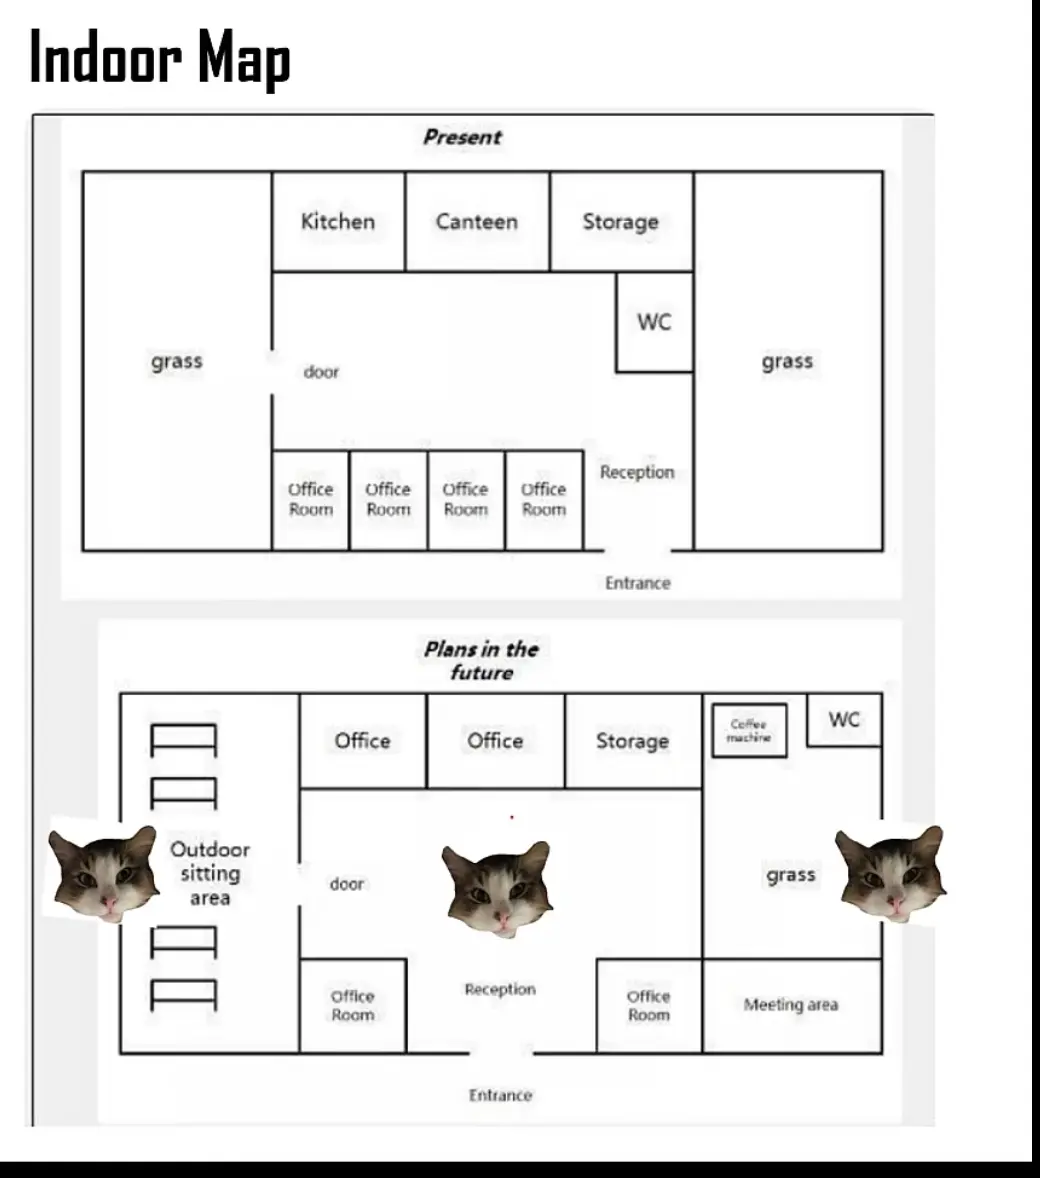 Indoor Map
Present
Kitchen
Canteen
Storage
WC
grass
door
grass
Reception
Office
Room
Office
Room
Office
Room
Office
Room
Entrance
Plans in the
future
Office
Office
Storage
Coffee
machine
WC
Outdoor
sitting
area
door
grass
Office
Room
Reception
Office
Room
Meeting area
Entrance